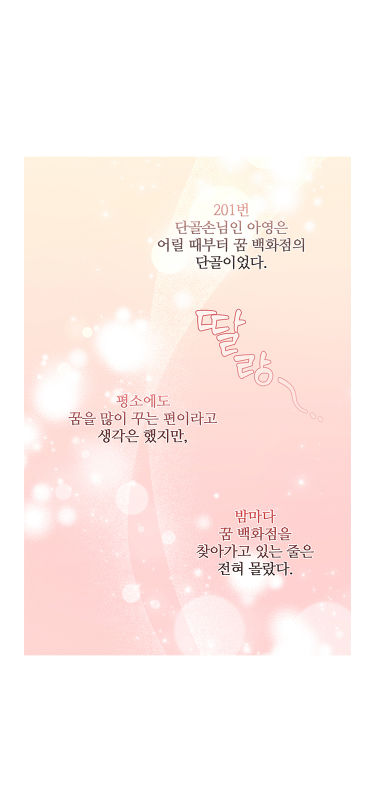 201번
단골손님인 아영은
어릴 때부터 꿈 백화점의
단골이었다.
딸
랑
평소에도
꿈을 많이 꾸는 편이라고
생각은 했지만,
밤마다
꿈 백화점을
찾아가고 있는 줄은
전혀 몰랐다.